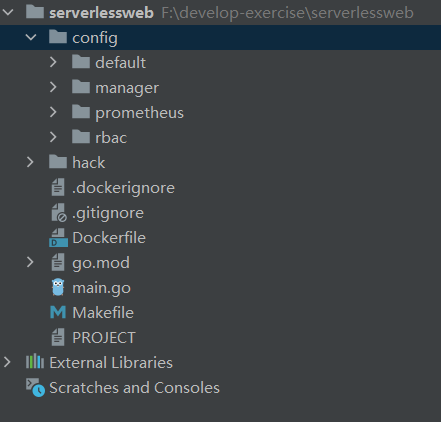 serverlessweb F:\develop-exercise\serverlessweb
config
default
manager
prometheus
rbac
hack
.dockerignore
.gitignore
Dockerfile
go.mod
main.go
Makefile
PROJECT
External Libraries
Scratches and Consoles